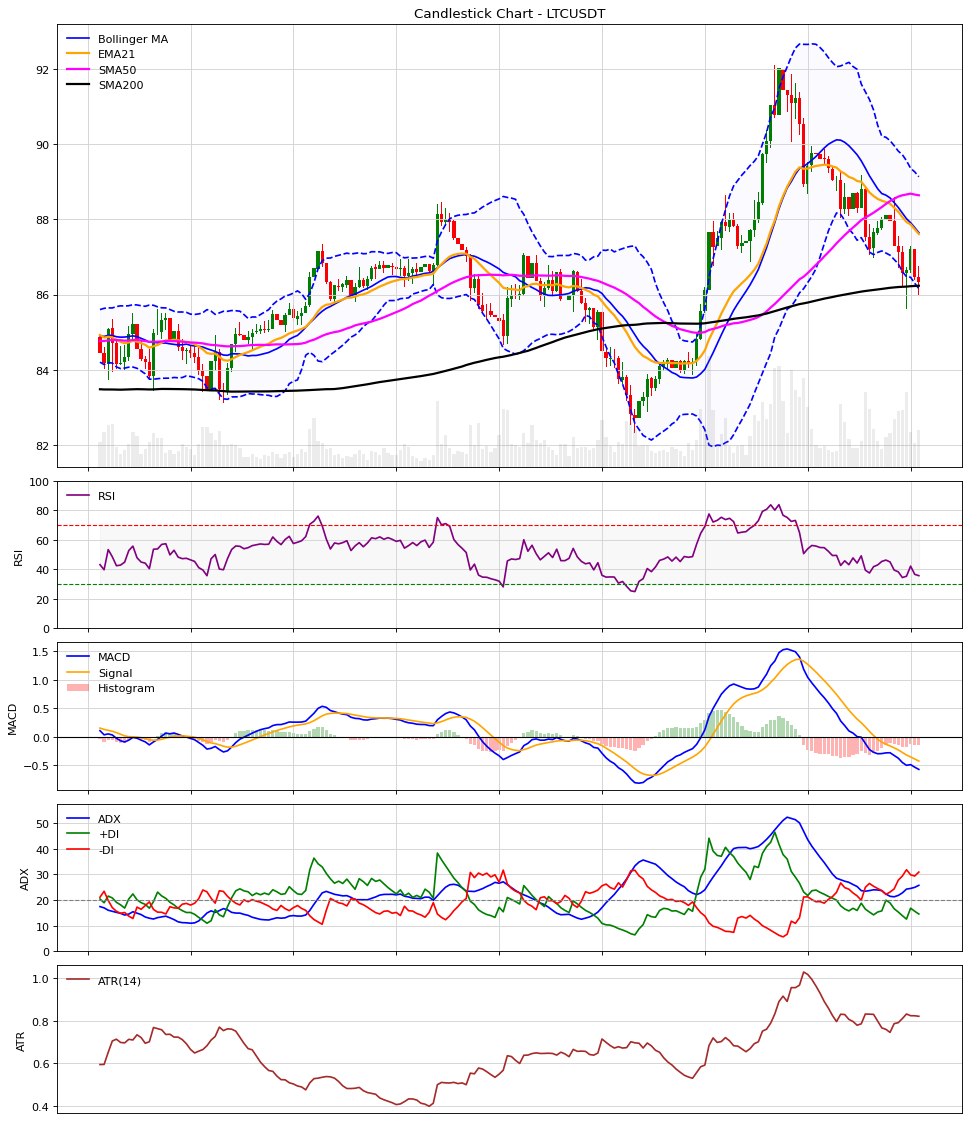 Candlestick Chart - LTCUSDT
Bollinger MA
EMA21
SMA50
SMA200
92
90
88
86
84
82
RSI
RSI
100
80
60
40
20
0
MACD
Signal
Histogram
MACD
1.5
1.0
0.5
0.0
−0.5
ADX
+DI
-DI
ADX
50
40
30
20
10
0
ATR(14)
ATR
1.0
0.8
0.6
0.4